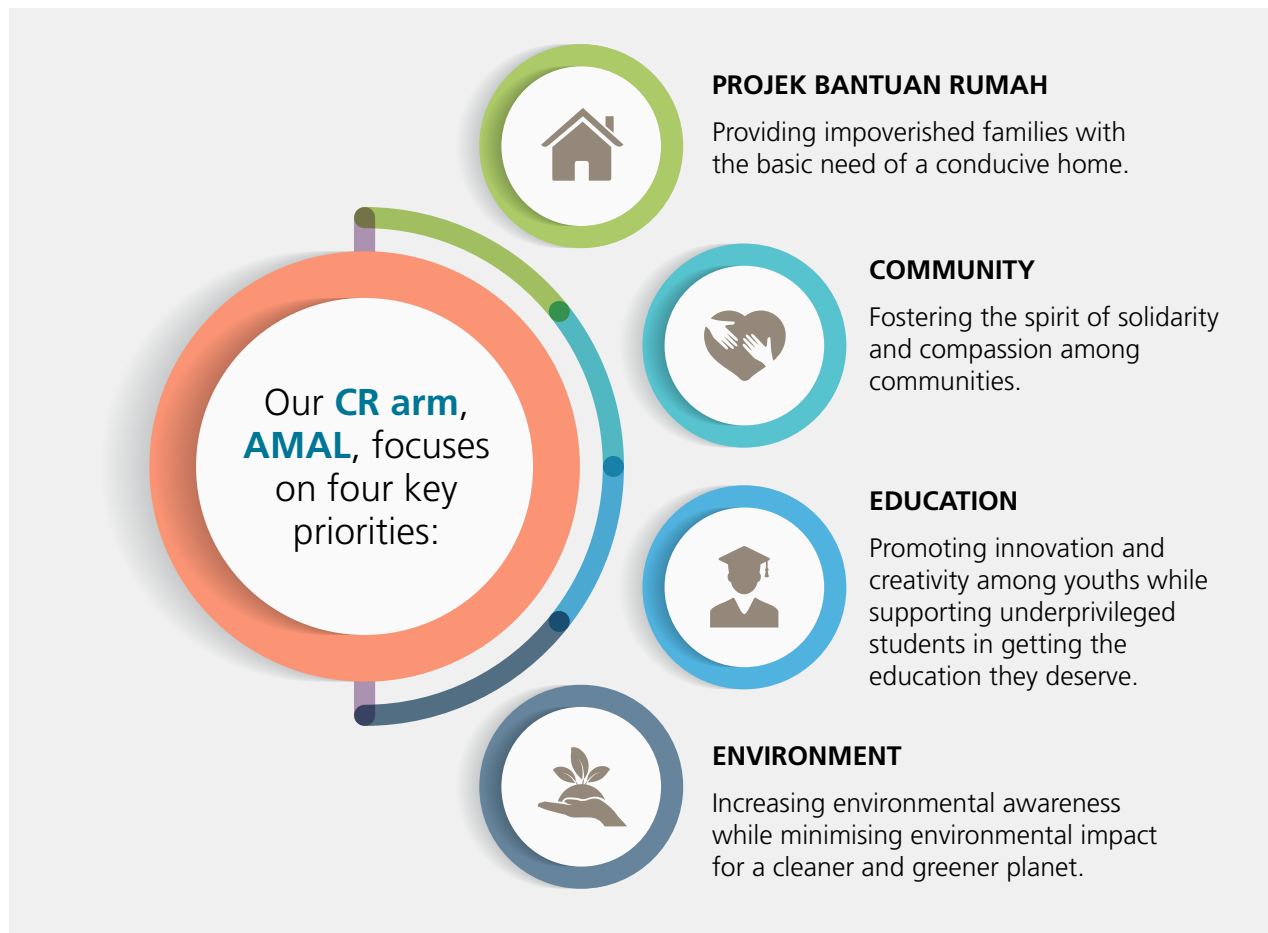 Our CR arm,
AMAL, focuses
on four key
priorities:
PROJEK BANTUAN RUMAH
Providing impoverished families with
the basic need of a conducive home.
COMMUNITY
Fostering the spirit of solidarity
and compassion among
communities.
EDUCATION
Promoting innovation and
creativity among youths while
supporting underprivileged
students in getting the
education they deserve.
ENVIRONMENT
Increasing environmental awareness
while minimising environmental impact
for a cleaner and greener planet.